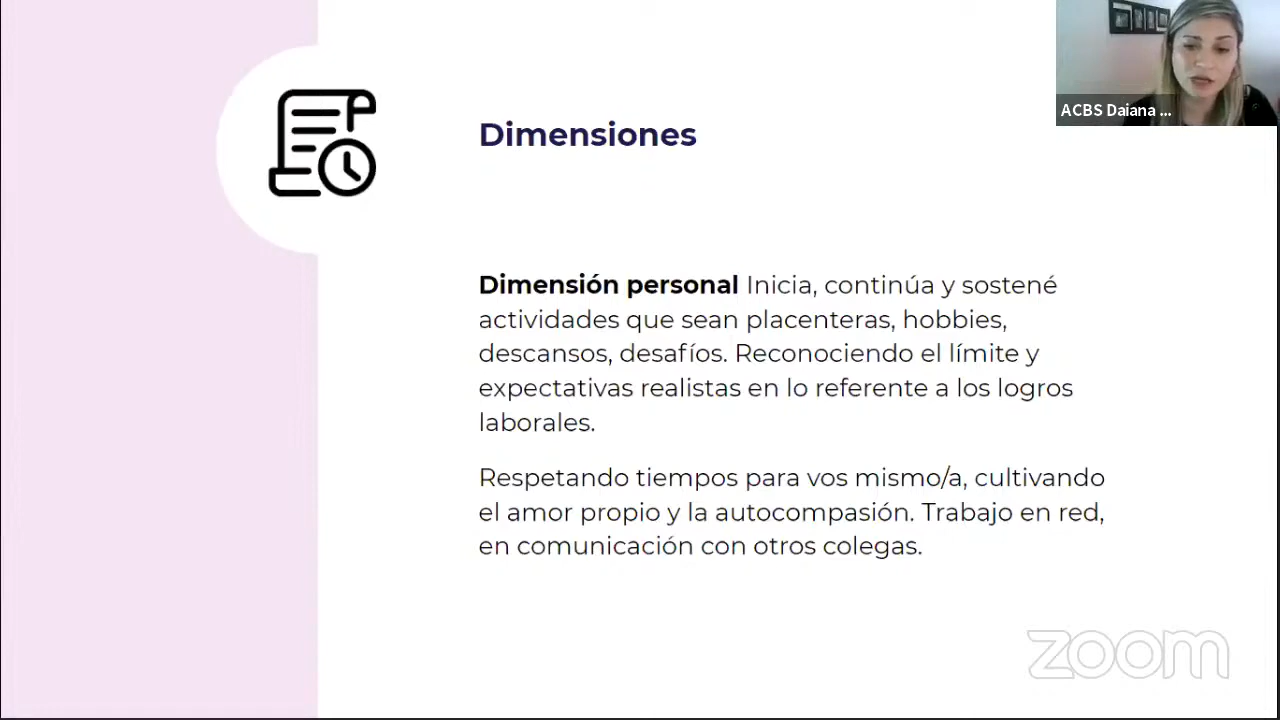 ACBS Daiana ...
Dimensiones
Dimensión personal Inicia, continúa y sostené
actividades que sean placenteras, hobbies,
descansos, desafíos. Reconociendo el límite y
expectativas realistas en lo referente a los logros
laborales.
Respetando tiempos para vos mismo/a, cultivando
el amor propio y la autocompasión. Trabajo en red,
en comunicación con otros colegas.
zoom